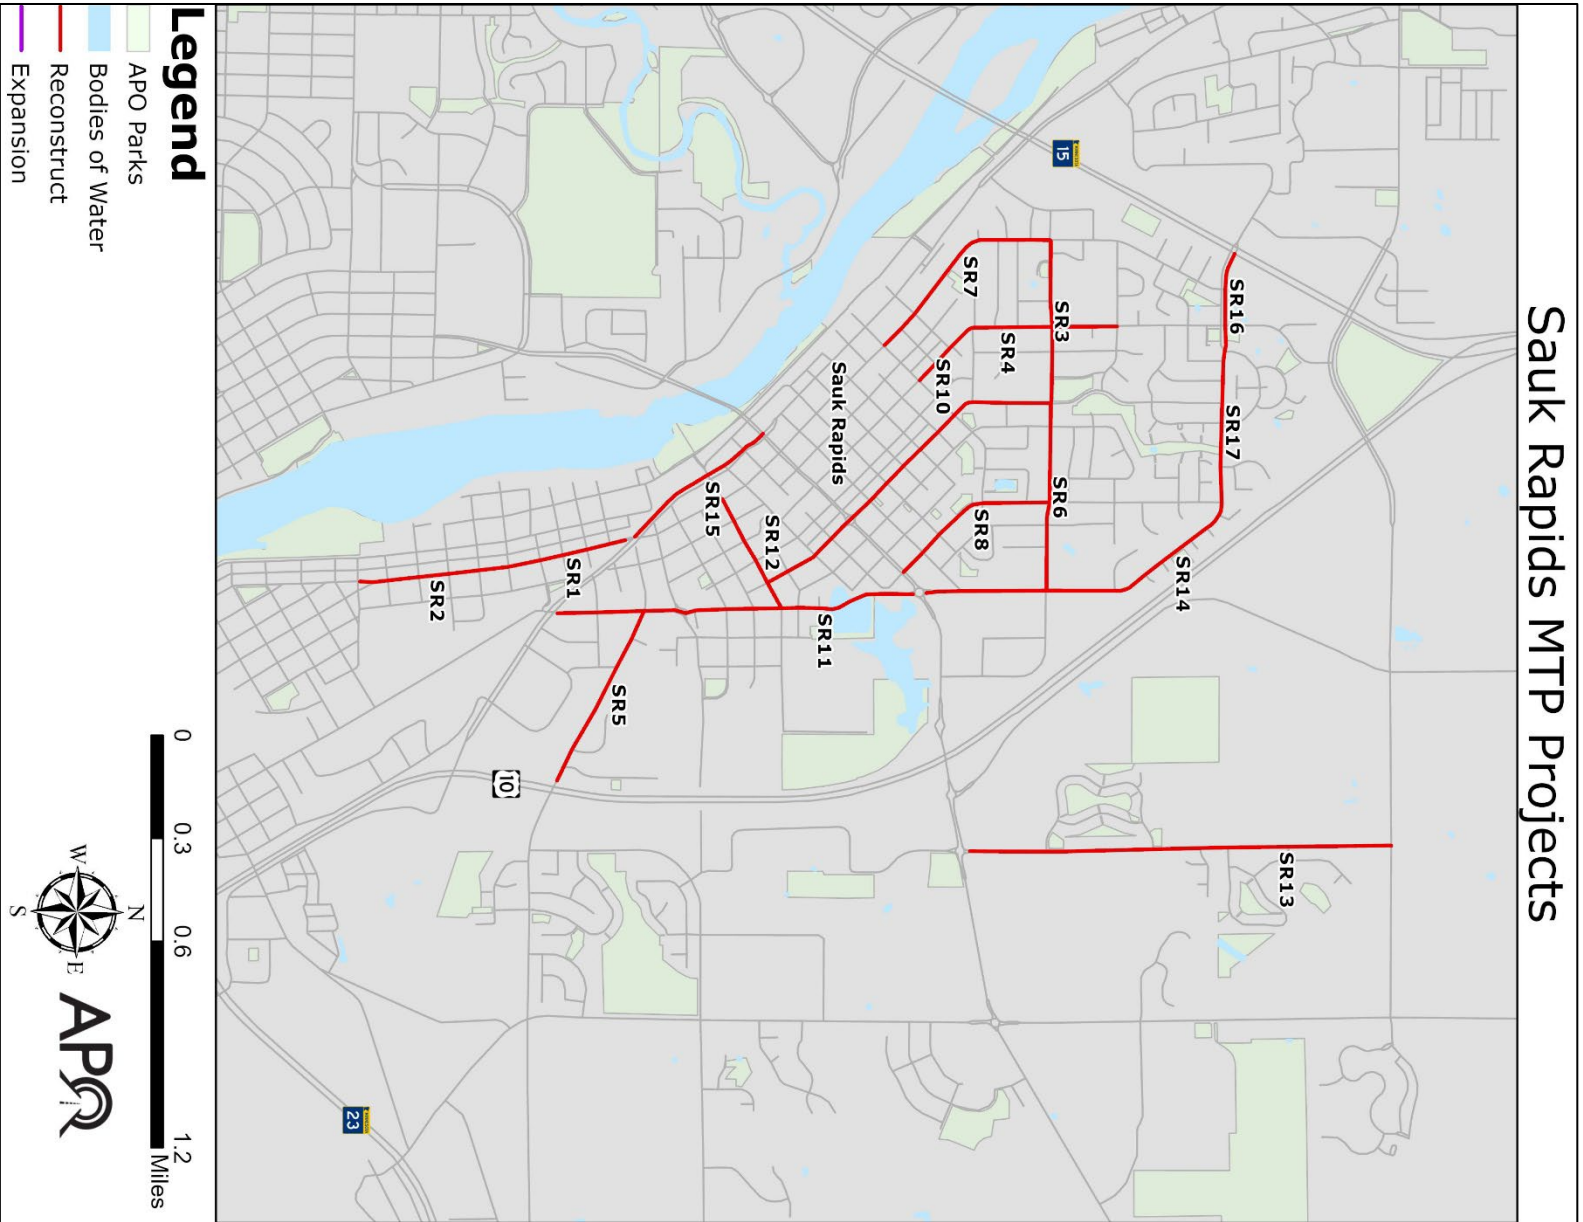 Sauk Rapids MTP Projects
15
SR16
SR7
SR3
SR4
SR10
SR17
Sauk Rapids
SR6
SR15
SR8
SR12
SR14
SR1
SR2
SR11
SR5
10
SR13
23
Legend
APO Parks
Bodies of Water
Reconstruct
Expansion
0 0.3 0.6 1.2
Miles
N
W E
S
APO